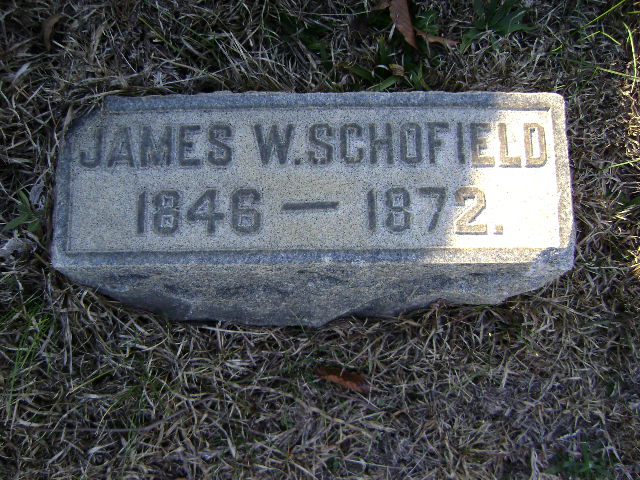 JAMES W. SCHOFIELD
1846 — 1872.